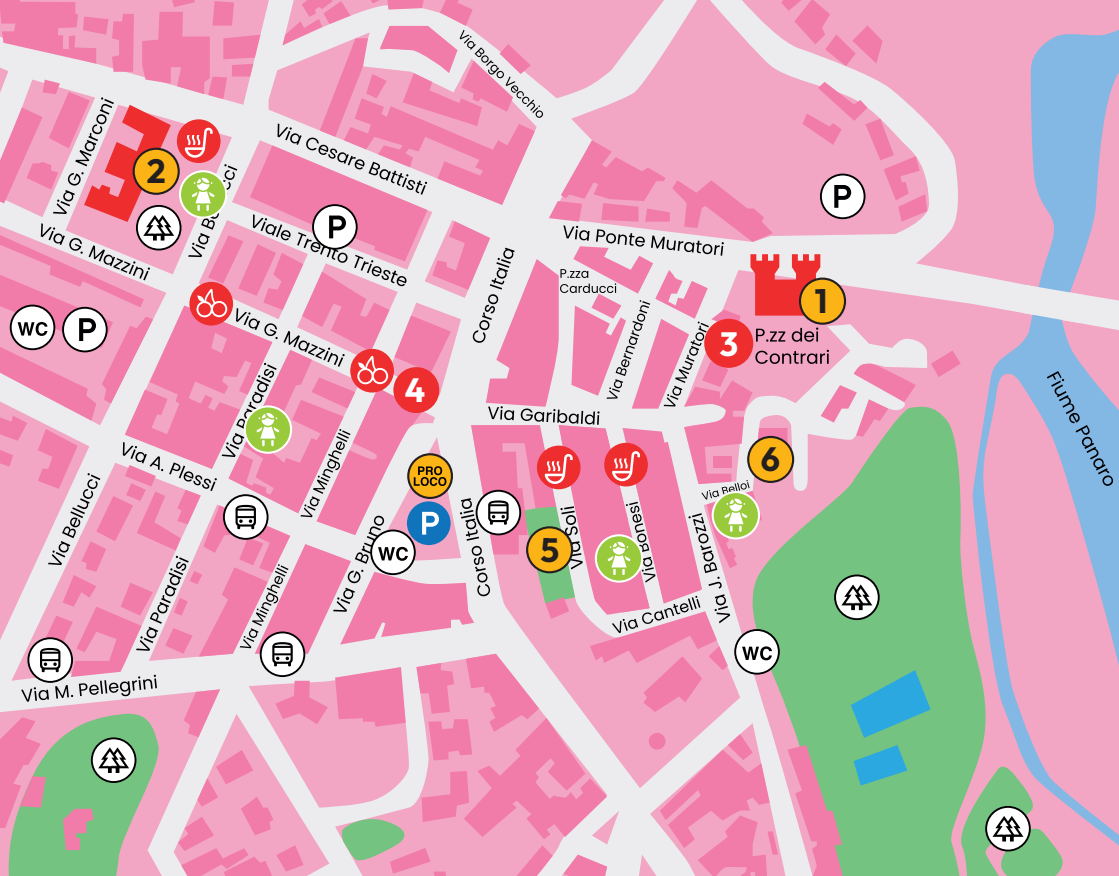 Via Borgo Vecchio
Via G. Marconi
Via Cesare Battisti
2
P
Via G. Mazzini
Viale Trento Trieste
P
Via Ponte Muratori
P.zza
Carducci
Corso Italia
1
WC
P
Via G. Mazzini
Via Bernardoni
Via Muratori
3
P.zz dei
Contrari
4
Via Garibaldi
Fiume Panaro
Via Paradisi
Via Minghelli
Via A. Plessi
PRO
LOCO
6
Via Belloi
Via Bellucci
P
Corso Italia
5
Via Soli
Via Bonesi
Via J. Barozzi
WC
Via G. Bruno
Via Paradisi
Via Minghelli
Via Cantelli
WC
Via M. Pellegrini